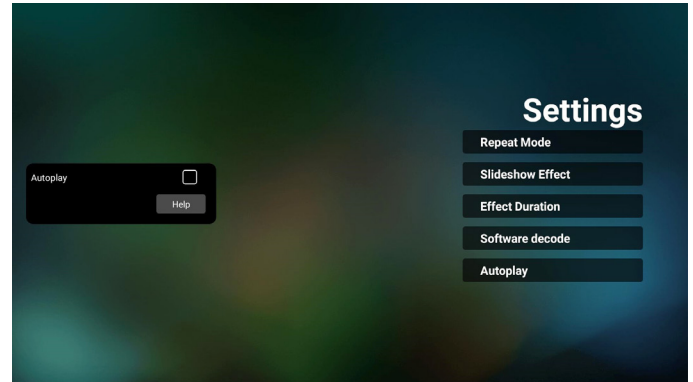 Settings
Repeat Mode
Slideshow Effect
Effect Duration
Software decode
Autoplay
Autoplay
Help